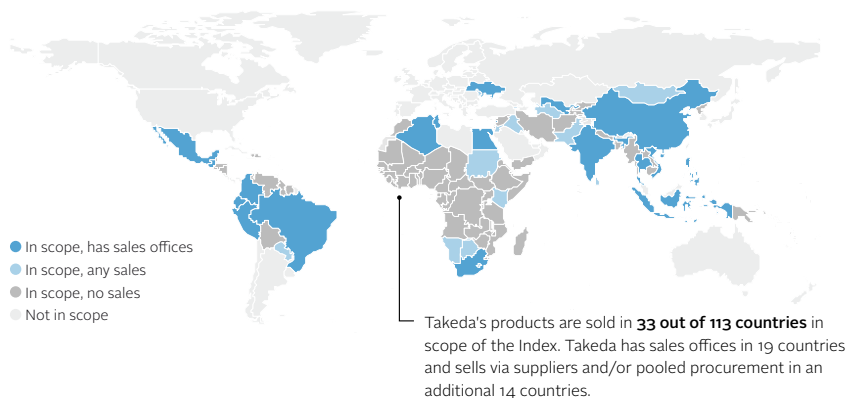 In scope, has sales offices
In scope, any sales
In scope, no sales
Not in scope
Takeda's products are sold in 33 out of 113 countries in
scope of the Index. Takeda has sales offices in 19 countries
and sells via suppliers and/or pooled procurement in an
additional 14 countries.